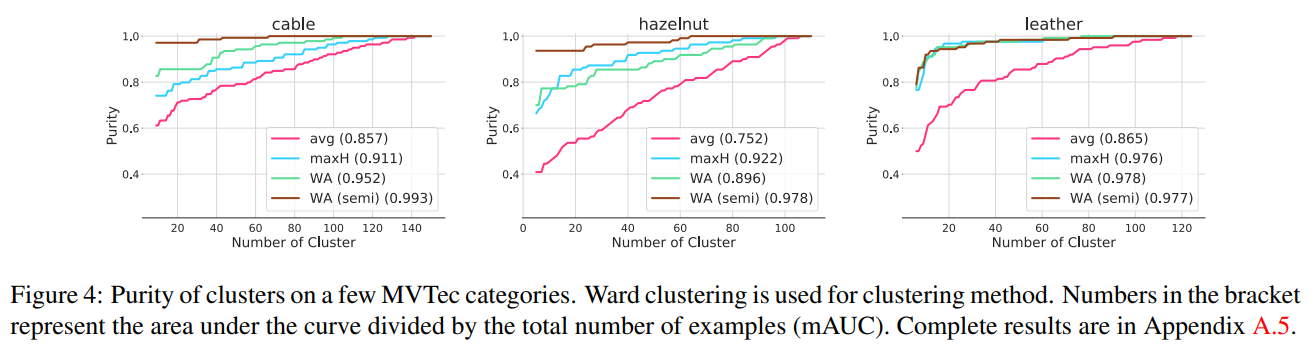 cable
1.0
0.8
0.6
0.4
Purity
avg (0.857)
maxH (0.911)
WA (0.952)
WA (semi) (0.993)
20 40 60 80 100 120 140
Number of Cluster
hazelnut
1.0
0.8
0.6
0.4
Purity
avg (0.752)
maxH (0.922)
WA (0.896)
WA (semi) (0.978)
0 20 40 60 80 100
Number of Cluster
leather
1.0
0.8
0.6
0.4
Purity
avg (0.865)
maxH (0.976)
WA (0.978)
WA (semi) (0.977)
20 40 60 80 100 120
Number of Cluster
Figure 4: Purity of clusters on a few MVTec categories. Ward clustering is used for clustering method. Numbers in the bracket
represent the area under the curve divided by the total number of examples (mAUC). Complete results are in Appendix A.5.